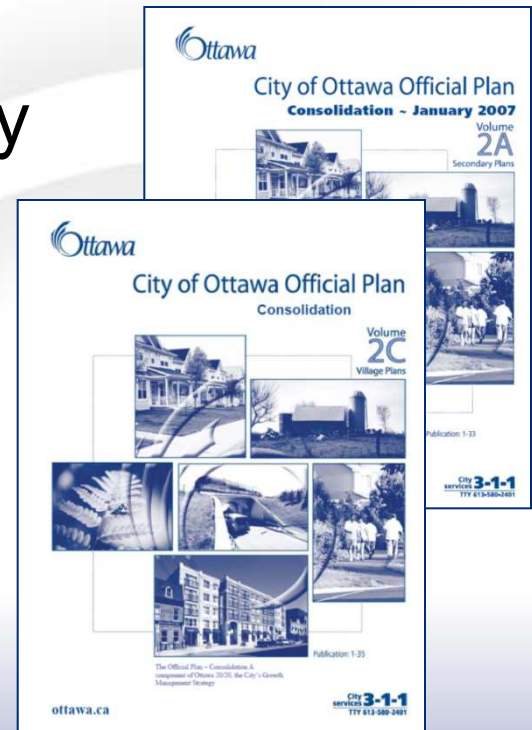 y
Ottawa
City of Ottawa Official Plan
Consolidation ~ January 2007
Volume
2A
Secondary Plans
Publication: 1-33
City
services 3-1-1
TTY 613-580-2401
Ottawa
City of Ottawa Official Plan
Consolidation
Volume
2C
Village Plans
Publication: 1-35
The Official Plan – Consolidation A
component of Ottawa 20/20, the City's Growth
Management Strategy
ottawa.ca
City
services 3-1-1
TTY 613-580-2401